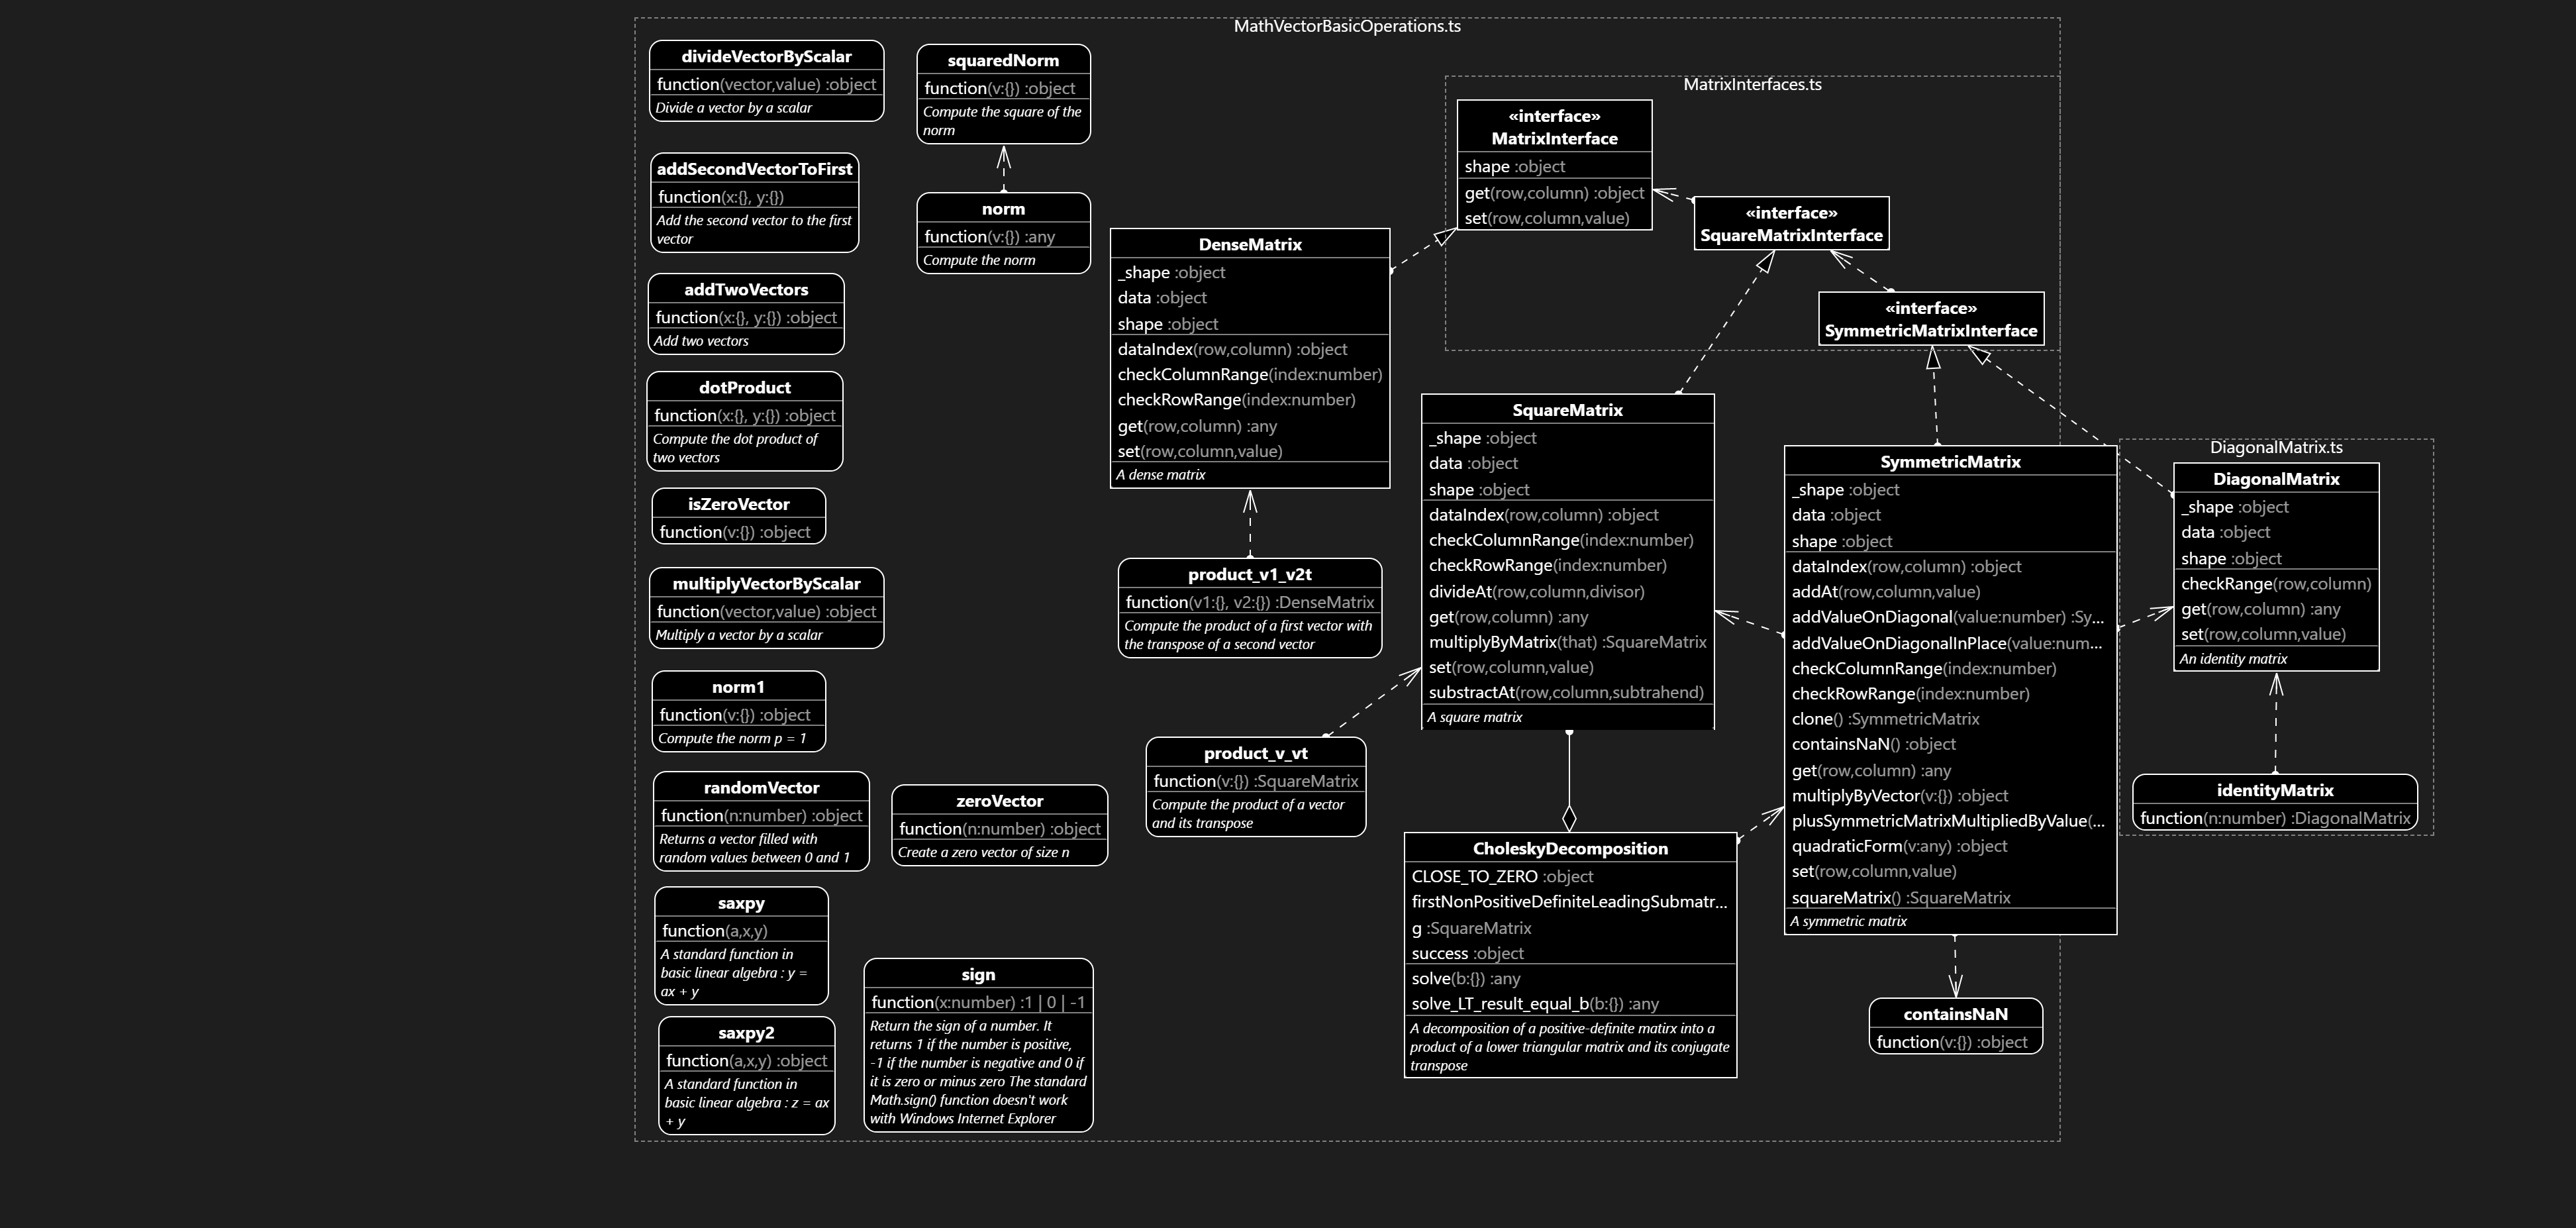 MathVectorBasicOperations.ts
divideVectorByScalar
function(vector,value) :object
Divide a vector by a scalar
addSecondVectorToFirst
function(x:{}, y:{})
Add the second vector to the first
vector
addTwoVectors
function(x:{}, y:{}) :object
Add two vectors
dotProduct
function(x:{}, y:{}) :object
Compute the dot product of
two vectors
isZeroVector
function(v:{}) :object
multiplyVectorByScalar
function(vector,value) :object
Multiply a vector by a scalar
norm1
function(v:{}) :object
Compute the norm p = 1
randomVector
function(n:number) :object
Returns a vector filled with
random values between 0 and 1
saxpy
function(a,x,y)
A standard function in
basic linear algebra : y =
ax + y
saxpy2
function(a,x,y) :object
A standard function in
basic linear algebra : z = ax
+ y
squaredNorm
function(v:{}) :object
Compute the square of the
norm
norm
function(v:{}) :any
Compute the norm
zeroVector
function(n:number) :object
Create a zero vector of size n
sign
function(x:number) :1 | 0 | -1
Return the sign of a number. It
returns 1 if the number is positive,
-1 if the number is negative and 0 if
it is zero or minus zero The standard
Math.sign() function doesn't work
with Windows Internet Explorer
DenseMatrix
_shape :object
data :object
shape :object
dataIndex(row,column) :object
checkColumnRange(index:number)
checkRowRange(index:number)
get(row,column) :any
set(row,column,value)
A dense matrix
product_v1_v2t
function(v1:{}, v2:{}) :DenseMatrix
Compute the product of a first vector with
the transpose of a second vector
product_v_vt
function(v:{}) :SquareMatrix
Compute the product of a vector
and its transpose
MatrixInterfaces.ts
«interface»
MatrixInterface
shape :object
get(row,column) :object
set(row,column,value)
«interface»
SquareMatrixInterface
«interface»
SymmetricMatrixInterface
SquareMatrix
_shape :object
data :object
shape :object
dataIndex(row,column) :object
checkColumnRange(index:number)
checkRowRange(index:number)
divideAt(row,column,divisor)
get(row,column) :any
multiplyByMatrix(that) :SquareMatrix
set(row,column,value)
substractAt(row,column,subtrahend)
A square matrix
CholeskyDecomposition
CLOSE_TO_ZERO :object
firstNonPositiveDefiniteLeadingSubmatr...
g :SquareMatrix
success :object
solve(b:{}) :any
solve_LT_result_equal_b(b:{}) :any
A decomposition of a positive-definite matirx into a
product of a lower triangular matrix and its conjugate
transpose
SymmetricMatrix
_shape :object
data :object
shape :object
dataIndex(row,column) :object
addAt(row,column,value)
addValueOnDiagonal(value:number) :Sy...
addValueOnDiagonalInPlace(value:num...
checkColumnRange(index:number)
checkRowRange(index:number)
clone() :SymmetricMatrix
containsNaN() :object
get(row,column) :any
multiplyByVector(v:{}) :object
plusSymmetricMatrixMultipliedByValue(...
quadraticForm(v:any) :object
set(row,column,value)
squareMatrix() :SquareMatrix
A symmetric matrix
containsNaN
function(v:{}) :object
DiagonalMatrix.ts
DiagonalMatrix
_shape :object
data :object
shape :object
checkRange(row,column)
get(row,column) :any
set(row,column,value)
An identity matrix
identityMatrix
function(n:number) :DiagonalMatrix